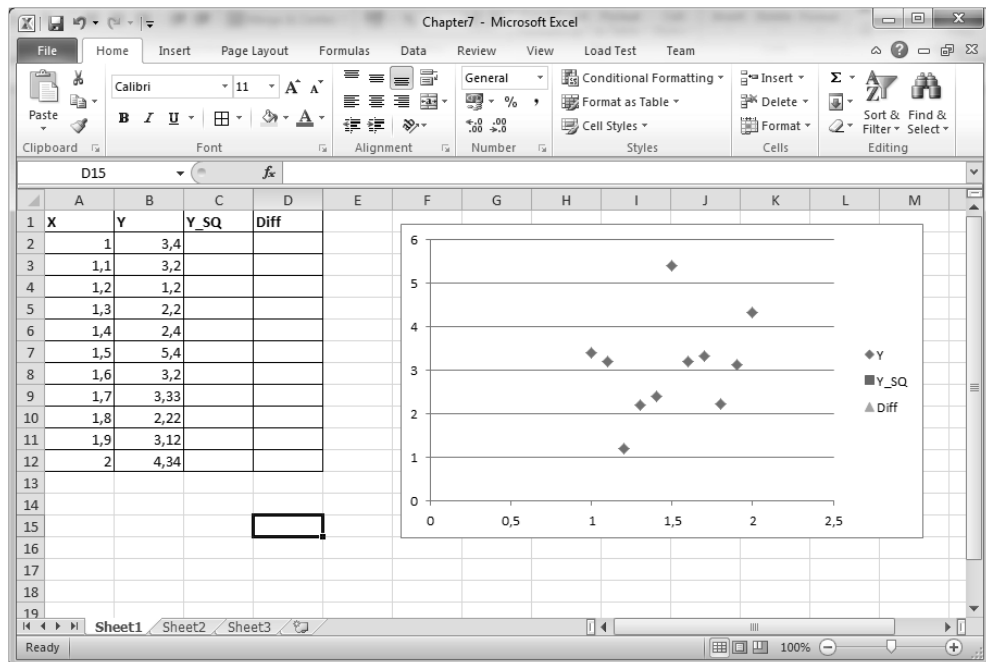 Chapter7 - Microsoft Excel
File Home Insert Page Layout Formulas Data Review View Load Test Team
Paste
Calibri 11 A A
B I U A
General
% ,
Conditional Formatting
Format as Table
Cell Styles
Insert
Delete
Format
Σ
Sort & Filter
Find & Select
Clipboard Font Alignment Number Styles Cells Editing
D15 fx
A B C D E F G H I J K L M
1 X Y Y_SQ Diff
2 1 3,4
3 1,1 3,2
4 1,2 1,2
5 1,3 2,2
6 1,4 2,4
7 1,5 5,4
8 1,6 3,2
9 1,7 3,33
10 1,8 2,22
11 1,9 3,12
12 2 4,34
13
14
15
16
17
18
19
6
5
4
3
2
1
0
0 0,5 1 1,5 2 2,5
Y
Y_SQ
Diff
Sheet1 Sheet2 Sheet3
Ready 100%